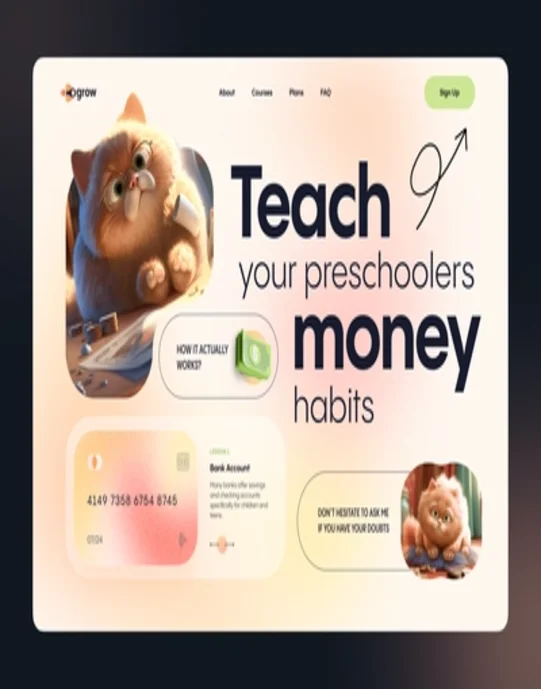 grow
About Courses Plans FAQ
Sign Up
Teach
your preschoolers
money
habits
HOW IT ACTUALLY
WORKS?
4149 7358 6754 8745
07/24
LESSON 1.
Bank Account
Many banks offer savings
and checking accounts
specifically for children and
teens.
DON'T HESITATE TO ASK ME
IF YOU HAVE YOUR DOUBTS